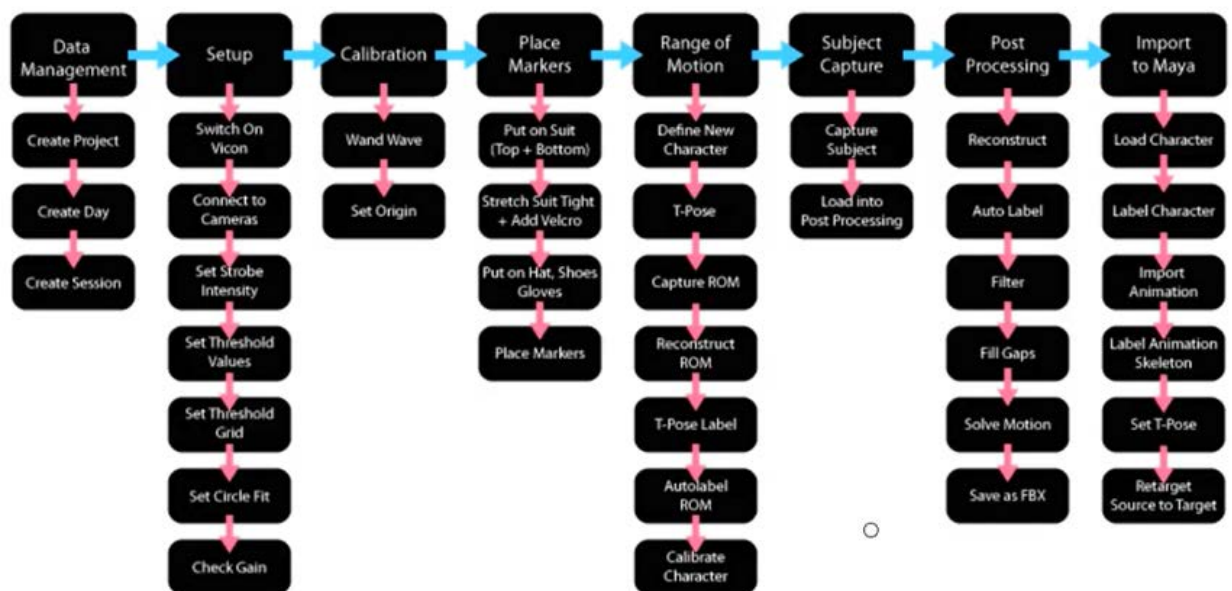 Data
Management
Setup
Calibration
Place
Markers
Range of
Motion
Subject
Capture
Post
Processing
Import
to Maya
Create Project
Create Day
Create Session
Switch On
Vicon
Connect to
Cameras
Set Strobe
Intensity
Set Threshold
Values
Set Threshold
Grid
Set Circle Fit
Check Gain
Wand Wave
Set Origin
Put on Suit
(Top + Bottom)
Stretch Suit Tight
+ Add Velcro
Put on Hat, Shoes
Gloves
Place Markers
Define New
Character
T-Pose
Capture ROM
Reconstruct
ROM
T-Pose Label
Autolabel
ROM
Calibrate
Character
Capture
Subject
Load into
Post Processing
Reconstruct
Auto Label
Filter
Fill Gaps
Solve Motion
Save as FBX
Load Character
Label Character
Import
Animation
Label Animation
Skeleton
Set T-Pose
Retarget
Source to Target